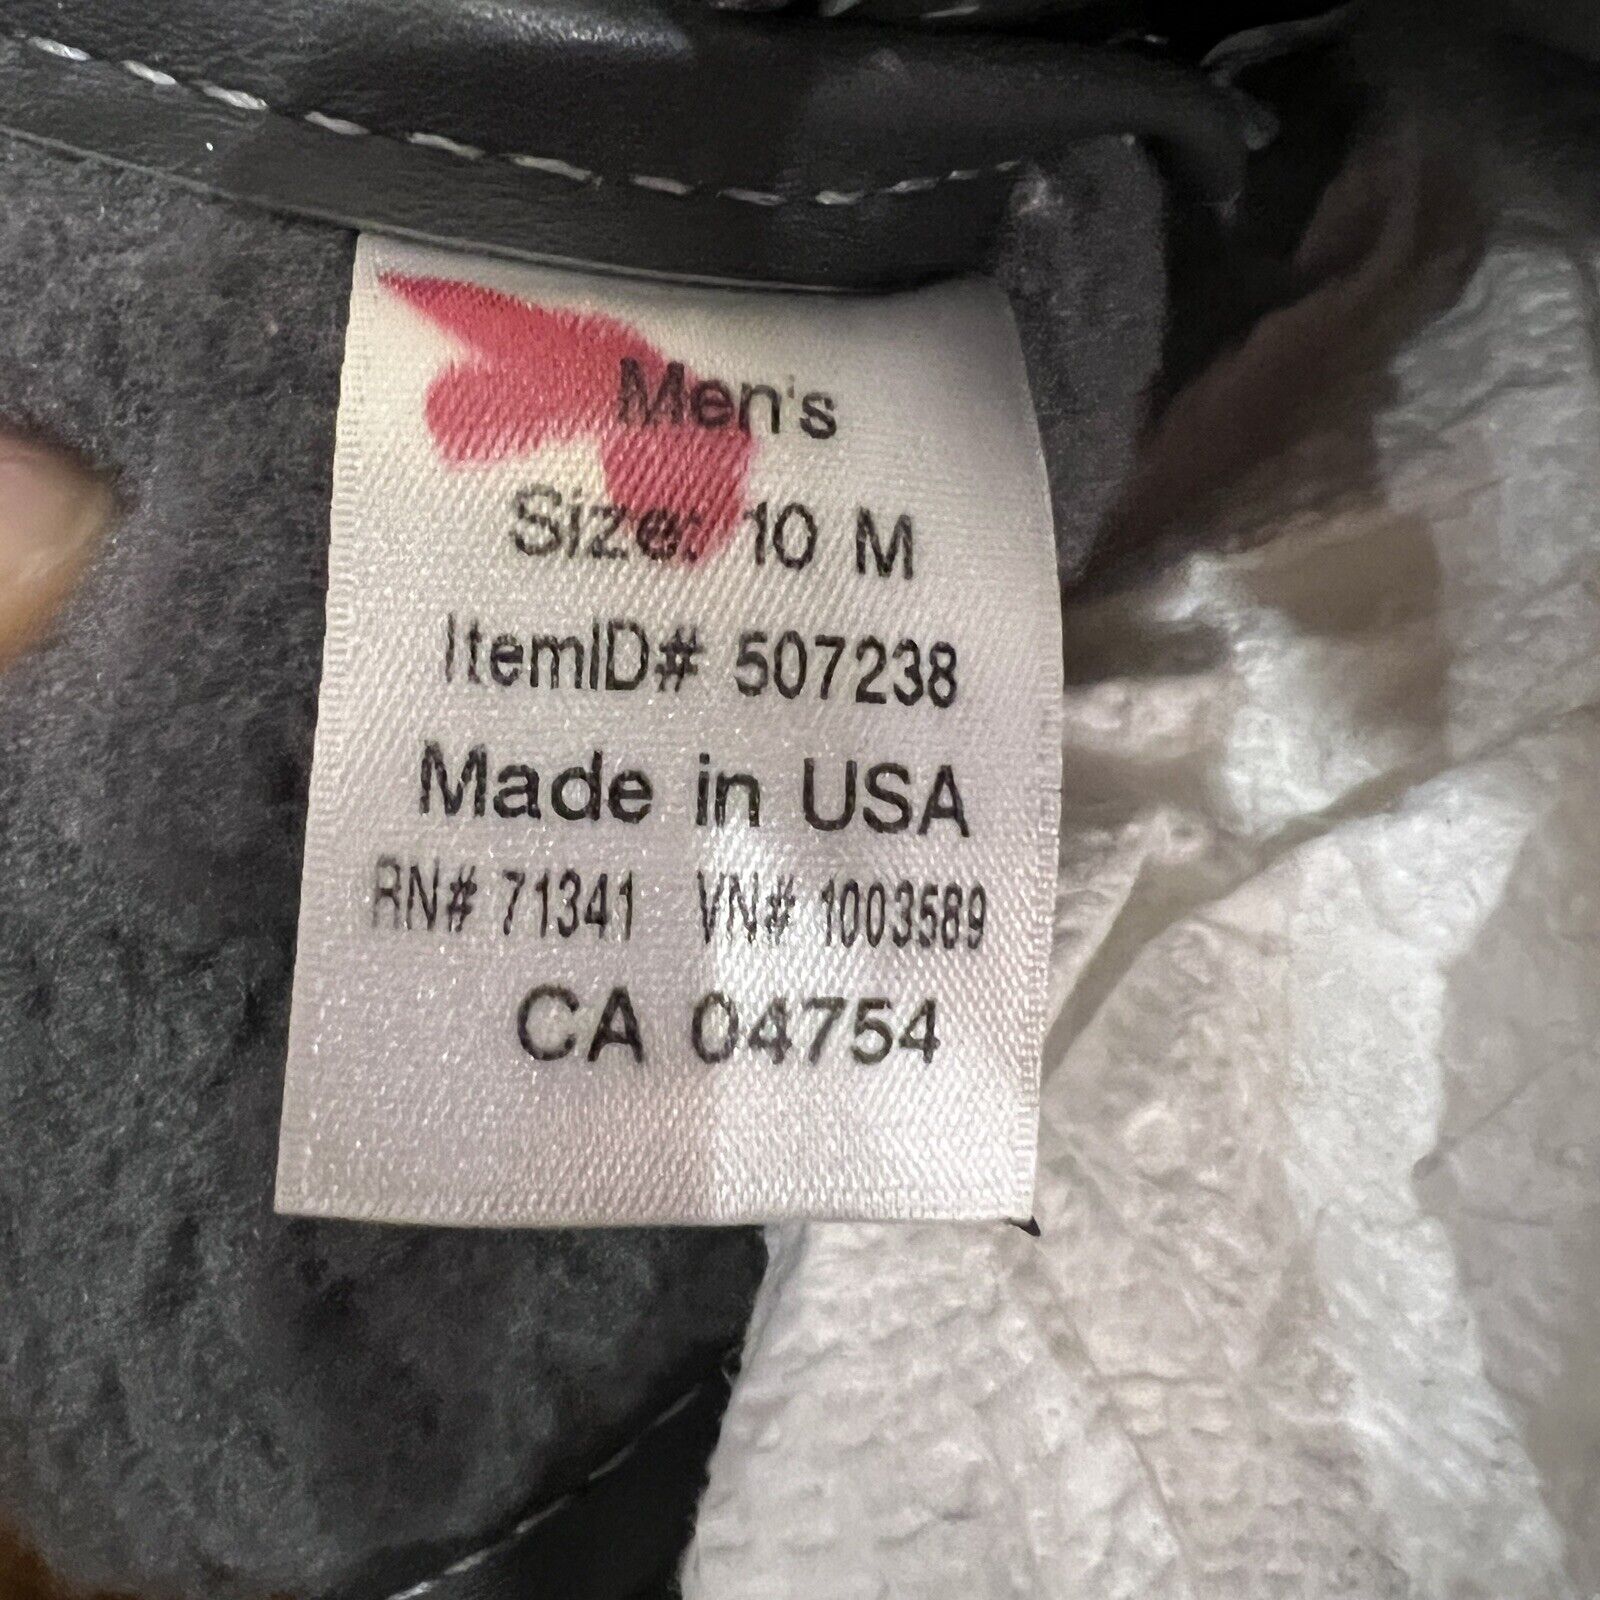 Men's
Size: 10 M
ItemID# 507238
Made in USA
RN# 71341 VN# 1003589
CA 04754